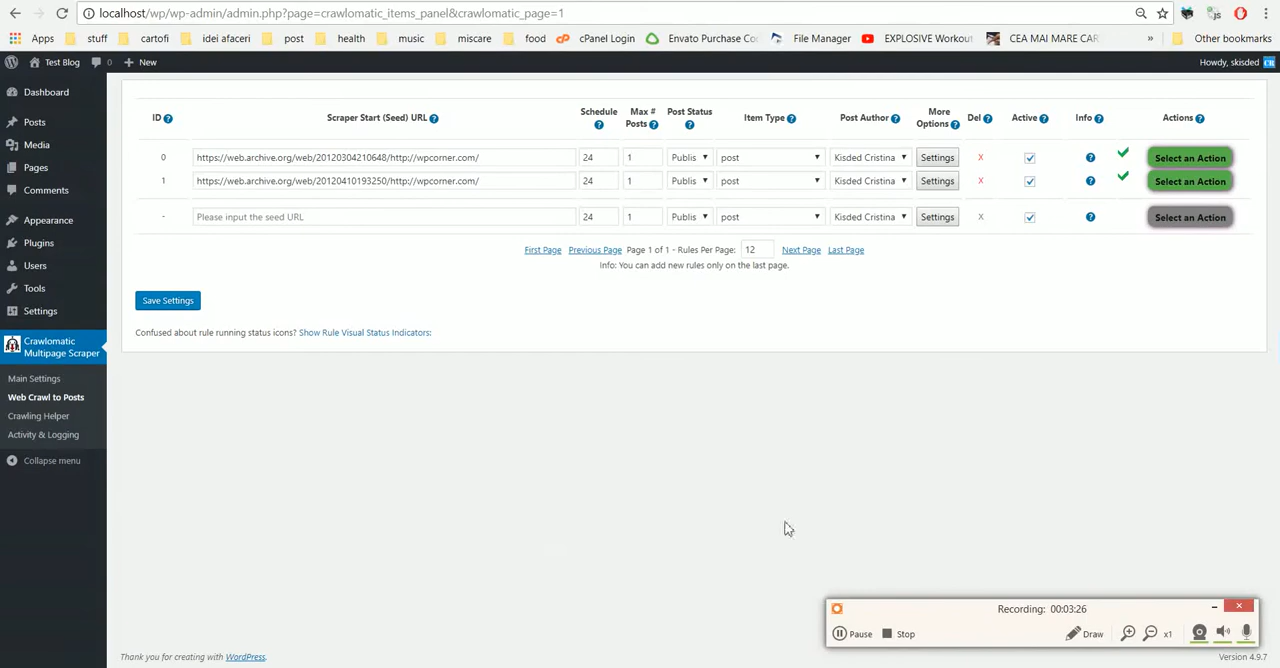 localhost/wp/wp-admin/admin.php?page=crawlomatic_items_panel&crawlomatic_page=1
Apps stuff cartofi idei afaceri post health music miscare food cPanel Login Envato Purchase Co File Manager EXPLOSIVE Workout CEA MAI MARE CAR » Other bookmarks
Test Blog 0 + New Howdy, skisded
Dashboard
Posts
Media
Pages
Comments
Appearance
Plugins
Users
Tools
Settings
Crawlomatic
Multipage Scraper
Main Settings
Web Crawl to Posts
Crawling Helper
Activity & Logging
Collapse menu
ID Scraper Start (Seed) URL Schedule Max # Posts Post Status Item Type Post Author More Options Del Active Info Actions
0 https://web.archive.org/web/20120304210648/http://wpcorner.com/ 24 1 Publis post Kisded Cristina Settings X Select an Action
1 https://web.archive.org/web/20120410193250/http://wpcorner.com/ 24 1 Publis post Kisded Cristina Settings X Select an Action
- Please input the seed URL 24 1 Publis post Kisded Cristina Settings X Select an Action
First Page Previous Page Page 1 of 1 - Rules Per Page: 12 Next Page Last Page
Info: You can add new rules only on the last page.
Save Settings
Confused about rule running status icons? Show Rule Visual Status Indicators:
Recording: 00:03:26
Pause Stop Draw x1
Thank you for creating with WordPress. Version 4.9.7